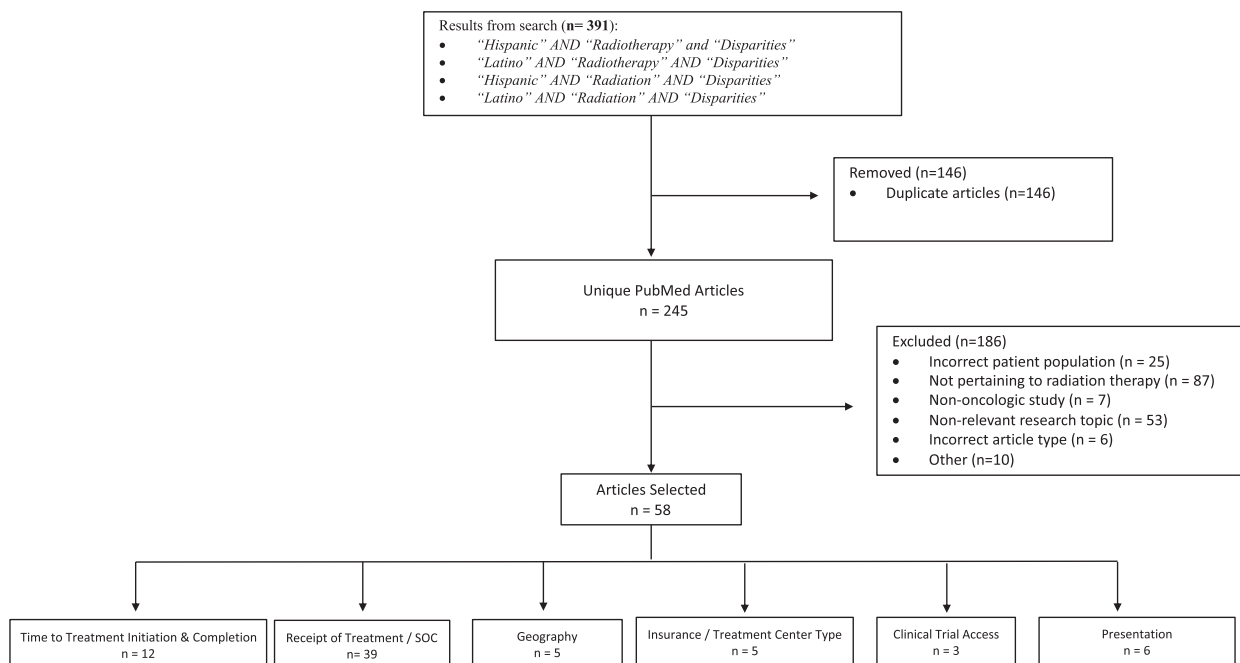 Results from search (n= 391):
• “Hispanic” AND “Radiotherapy” and “Disparities”
• “Latino” AND “Radiotherapy” AND “Disparities”
• “Hispanic” AND “Radiation” AND “Disparities”
• “Latino” AND “Radiation” AND “Disparities”
Removed (n=146)
• Duplicate articles (n=146)
Unique PubMed Articles
n = 245
Excluded (n=186)
• Incorrect patient population (n = 25)
• Not pertaining to radiation therapy (n = 87)
• Non-oncologic study (n = 7)
• Non-relevant research topic (n = 53)
• Incorrect article type (n = 6)
• Other (n=10)
Articles Selected
n = 58
Time to Treatment Initiation & Completion
n = 12
Receipt of Treatment / SOC
n= 39
Geography
n = 5
Insurance / Treatment Center Type
n = 5
Clinical Trial Access
n = 3
Presentation
n = 6